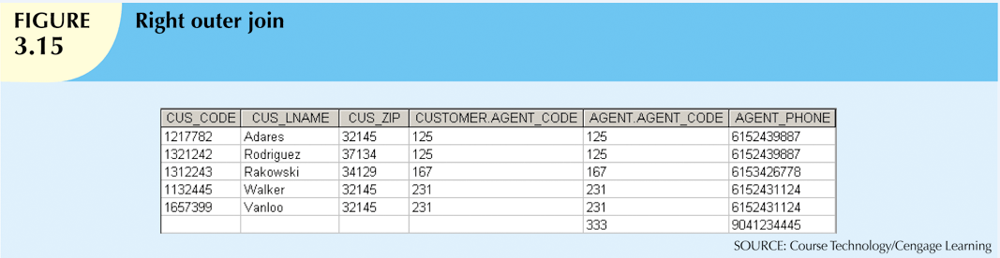 FIGURE 3.15
Right outer join
CUS_CODE CUS_LNAME CUS_ZIP CUSTOMER.AGENT_CODE AGENT.AGENT_CODE AGENT_PHONE
1217782 Adares 32145 125 125 6152439887
1321242 Rodriguez 37134 125 125 6152439887
1312243 Rakowski 34129 167 167 6153426778
1132445 Walker 32145 231 231 6152431124
1657399 Vanloo 32145 231 231 6152431124
333 9041234445
SOURCE: Course Technology/Cengage Learning